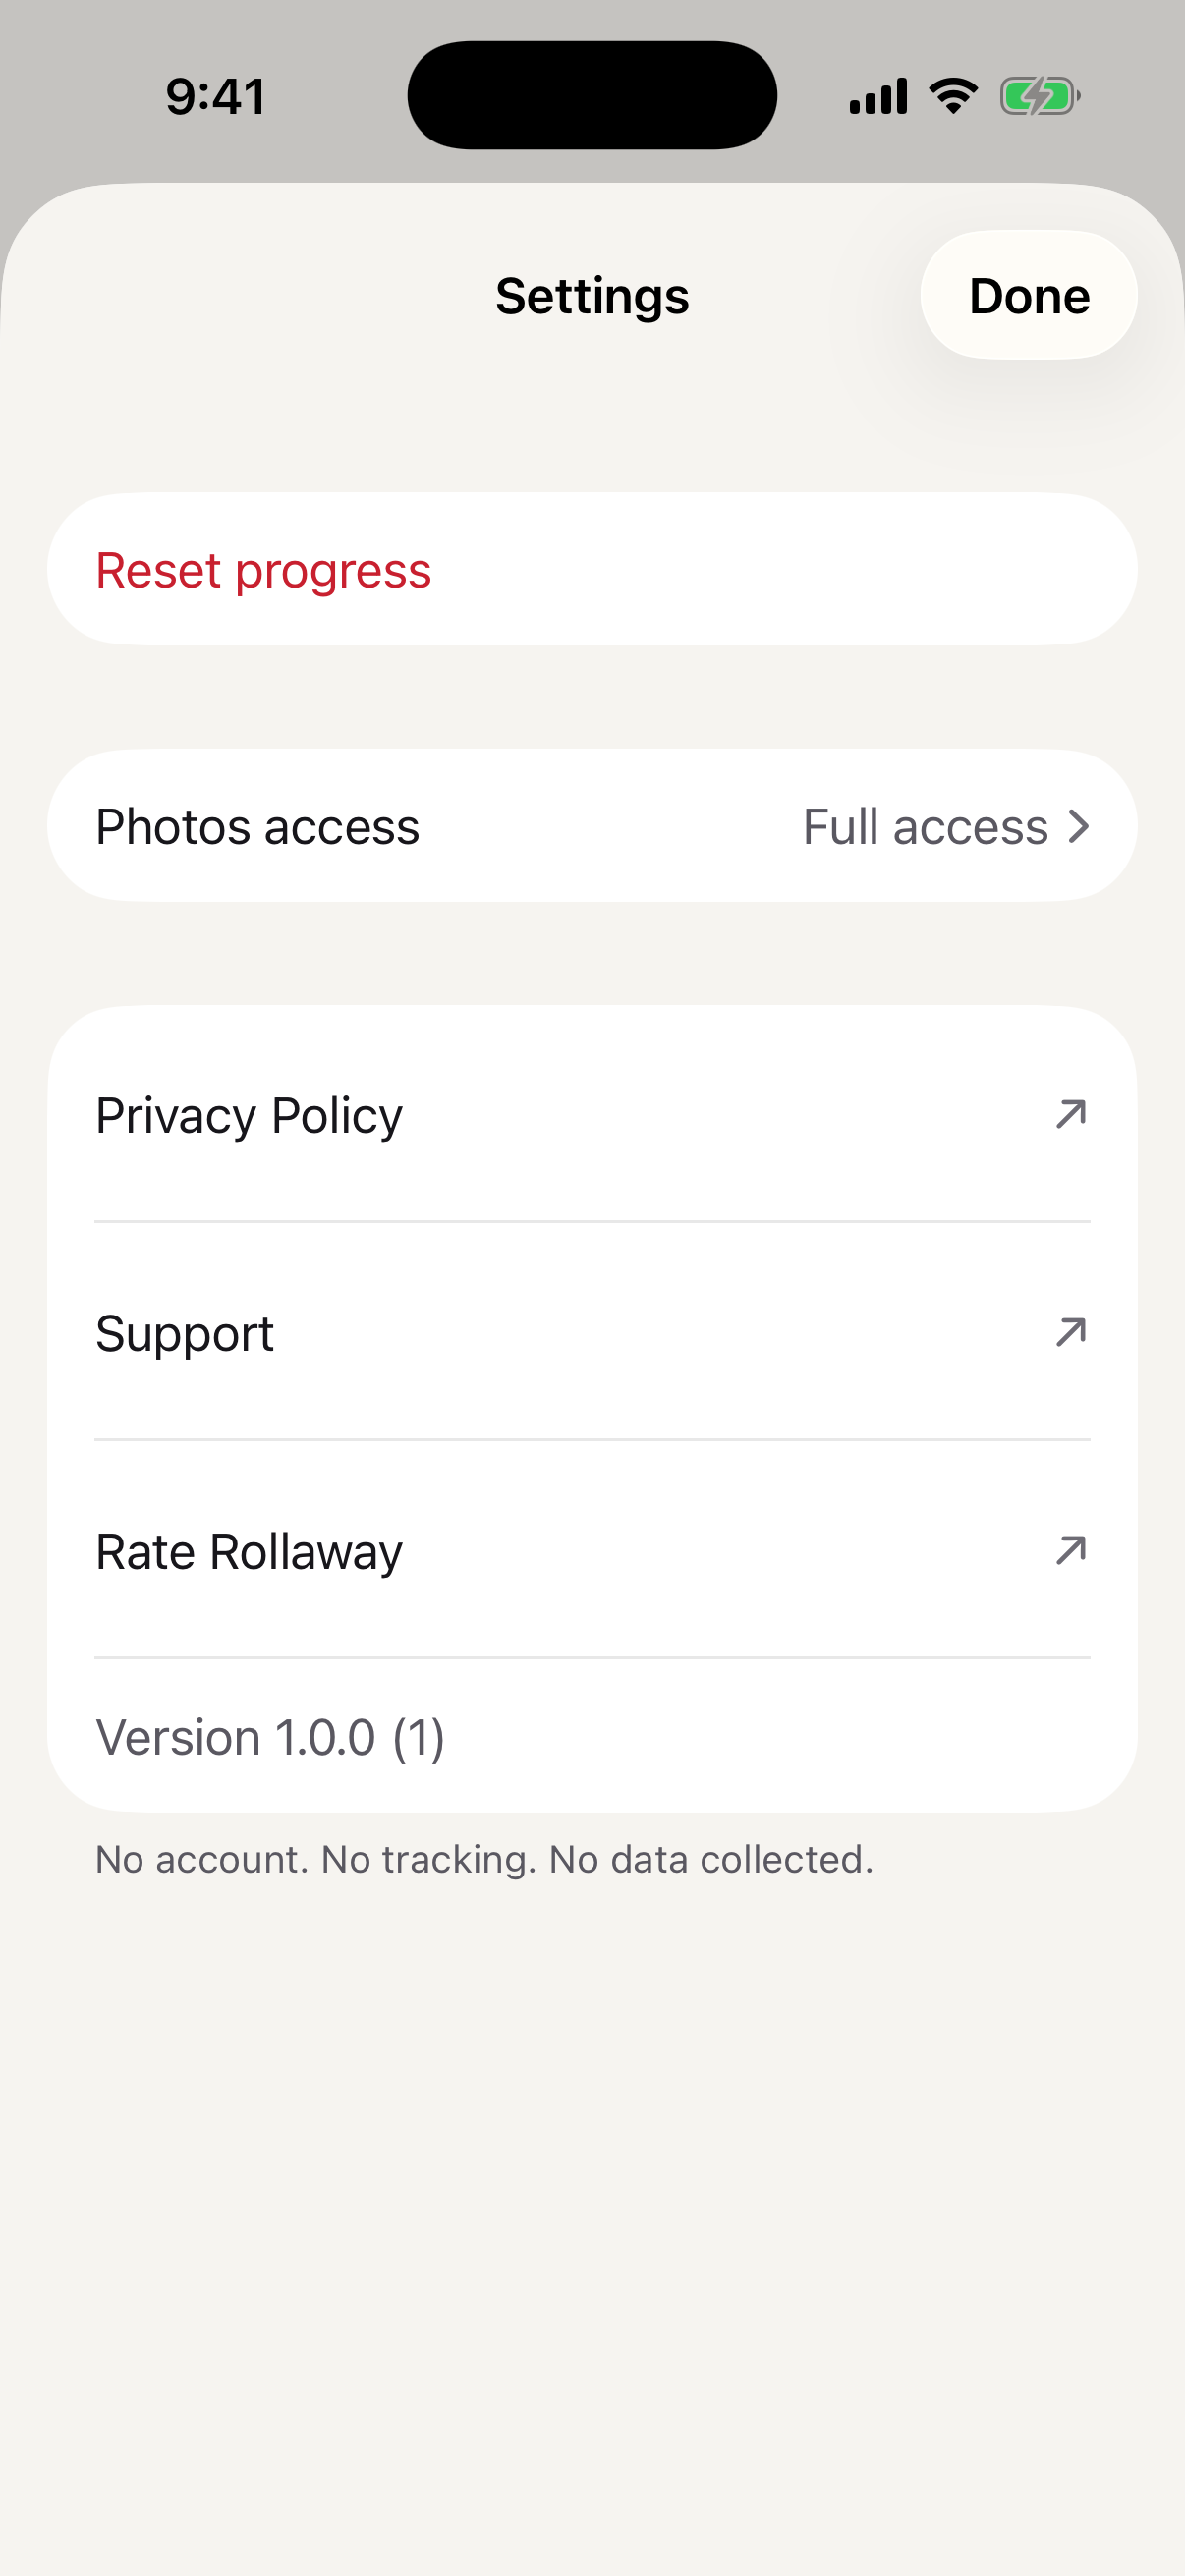 9:41
Settings
Done
Reset progress
Photos access
Full access
Privacy Policy
Support
Rate Rollaway
Version 1.0.0 (1)
No account. No tracking. No data collected.